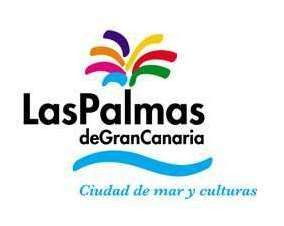 LasPalmas
deGranCanaria
Ciudad de mar y culturas